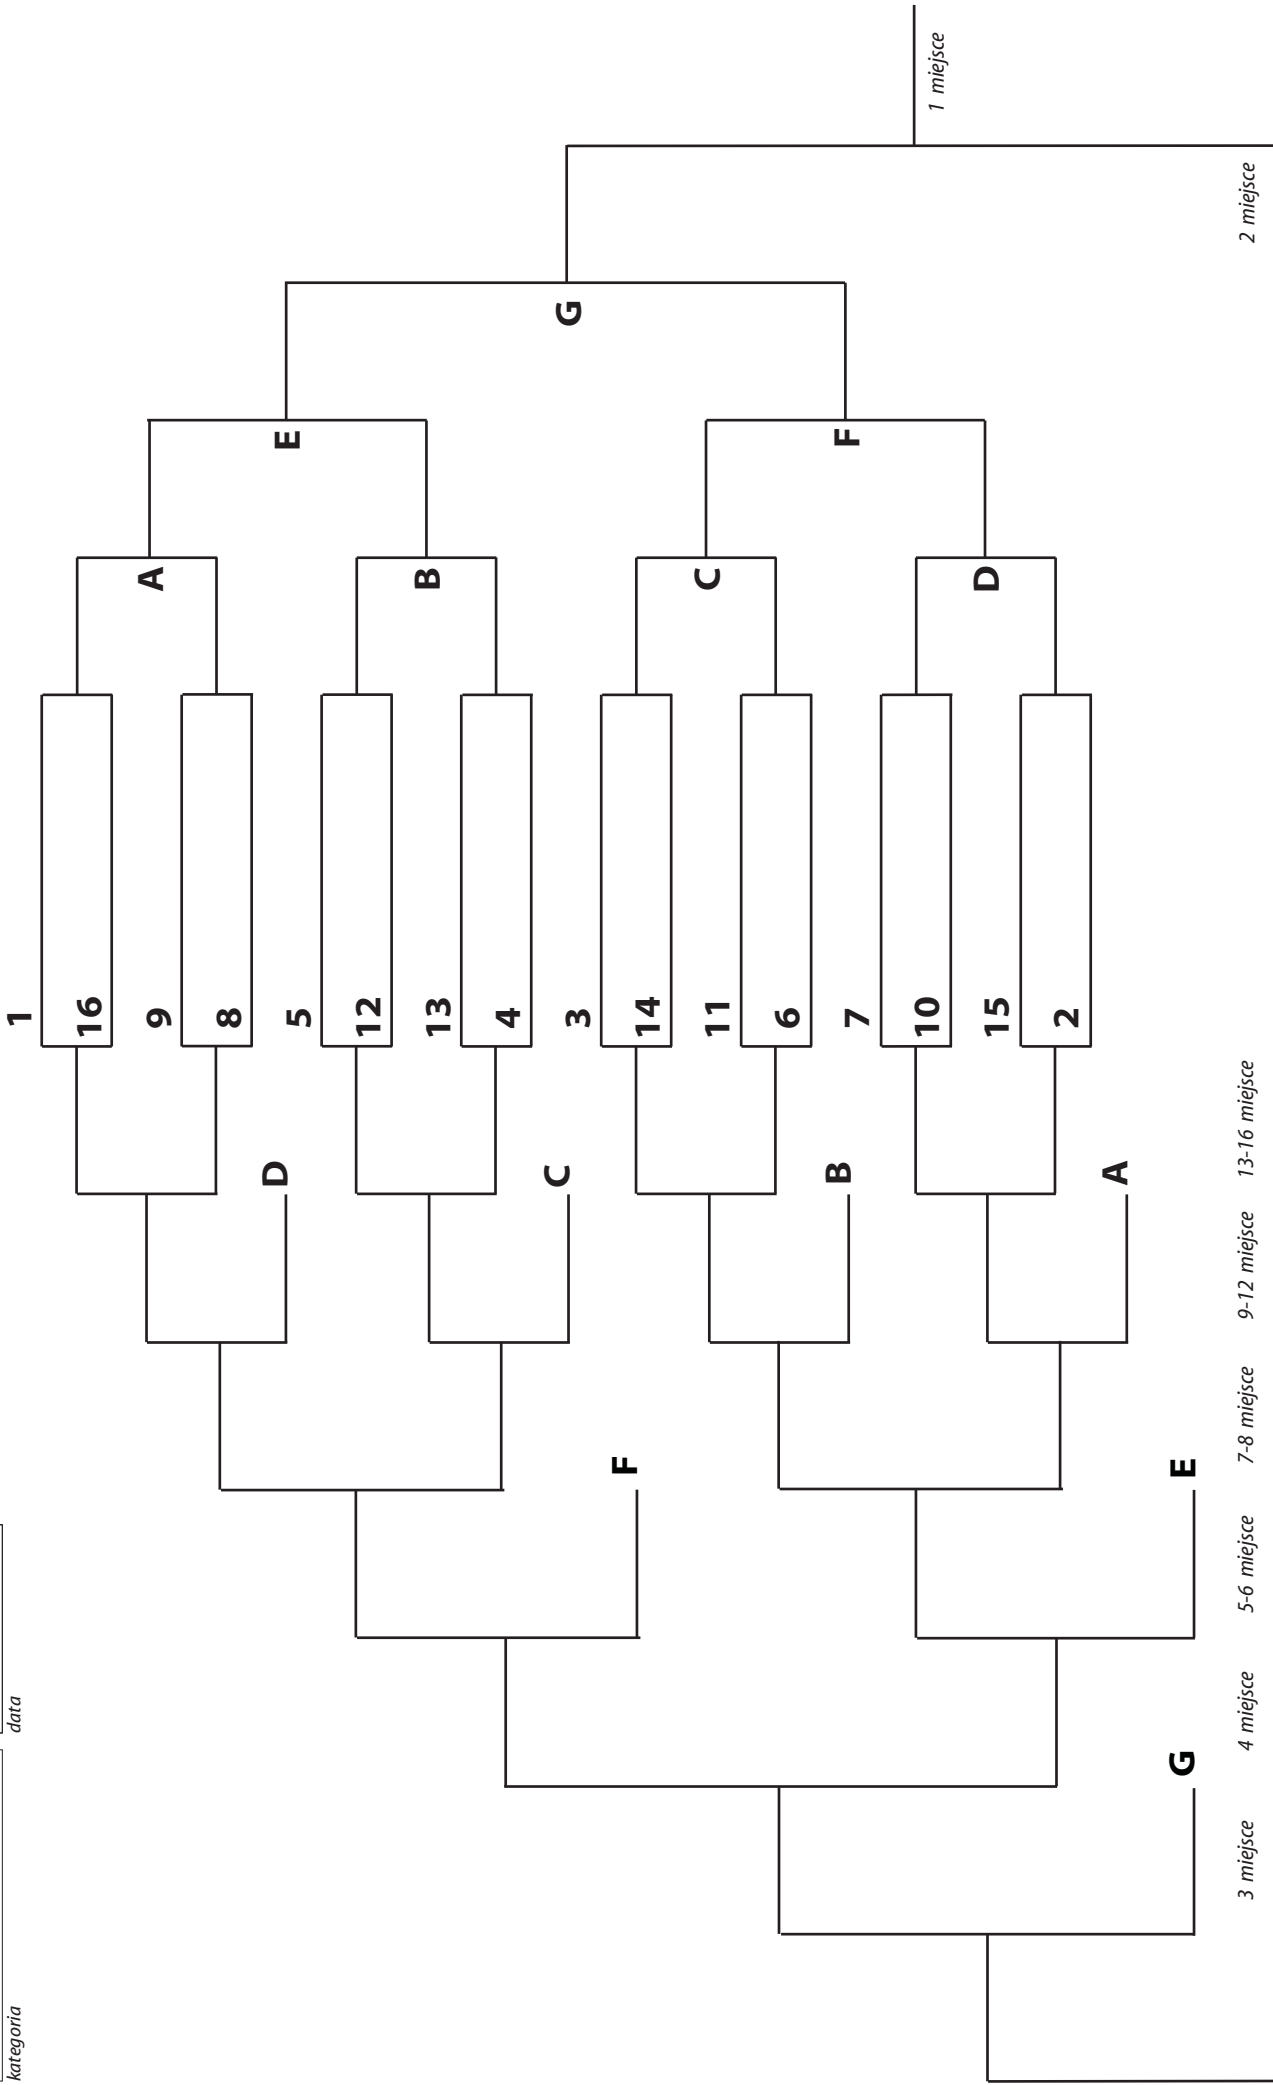 kategoria
data
1
16
9
8
5
12
13
4
3
14
11
6
7
10
15
2
A
B
C
D
E
F
G
D
C
B
A
F
E
G
1 miejsce
2 miejsce
3 miejsce
4 miejsce
5-6 miejsce
7-8 miejsce
9-12 miejsce
13-16 miejsce